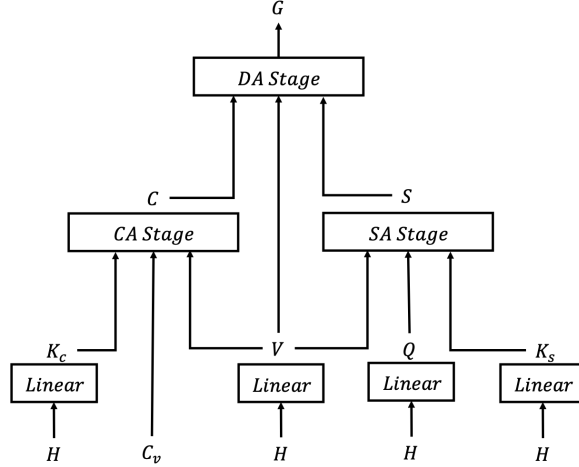 G
DA Stage
C S
CA Stage SA Stage
K_c V Q K_s
Linear Linear Linear Linear
H C_v H H H